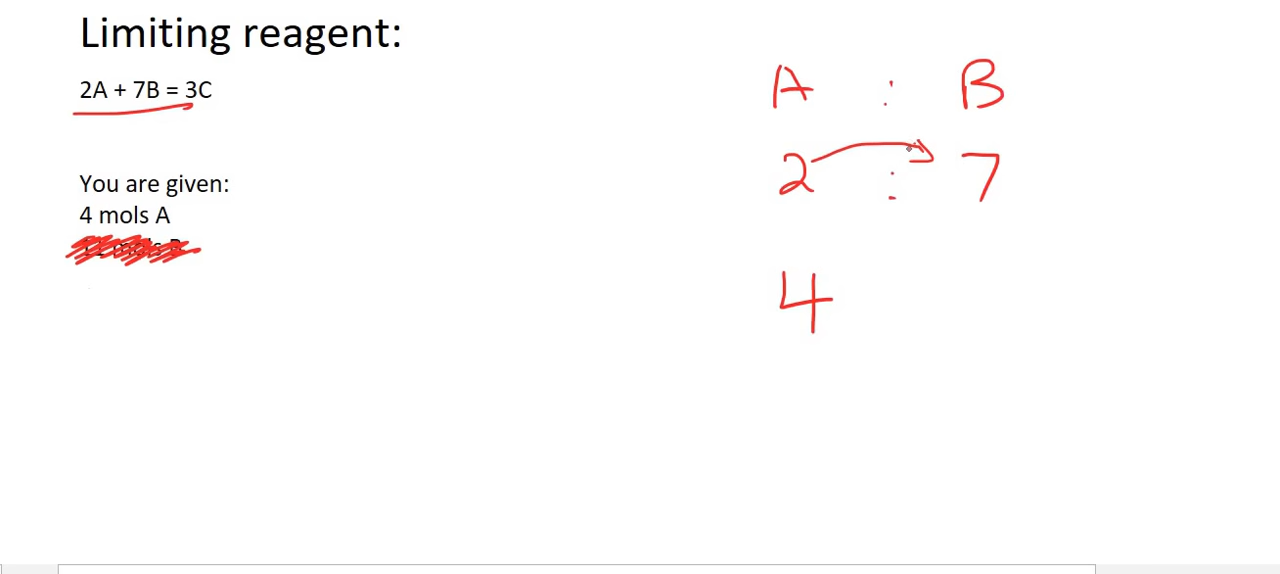 Limiting reagent:
2A + 7B = 3C
You are given:
4 mols A
A : B
2 : 7
4